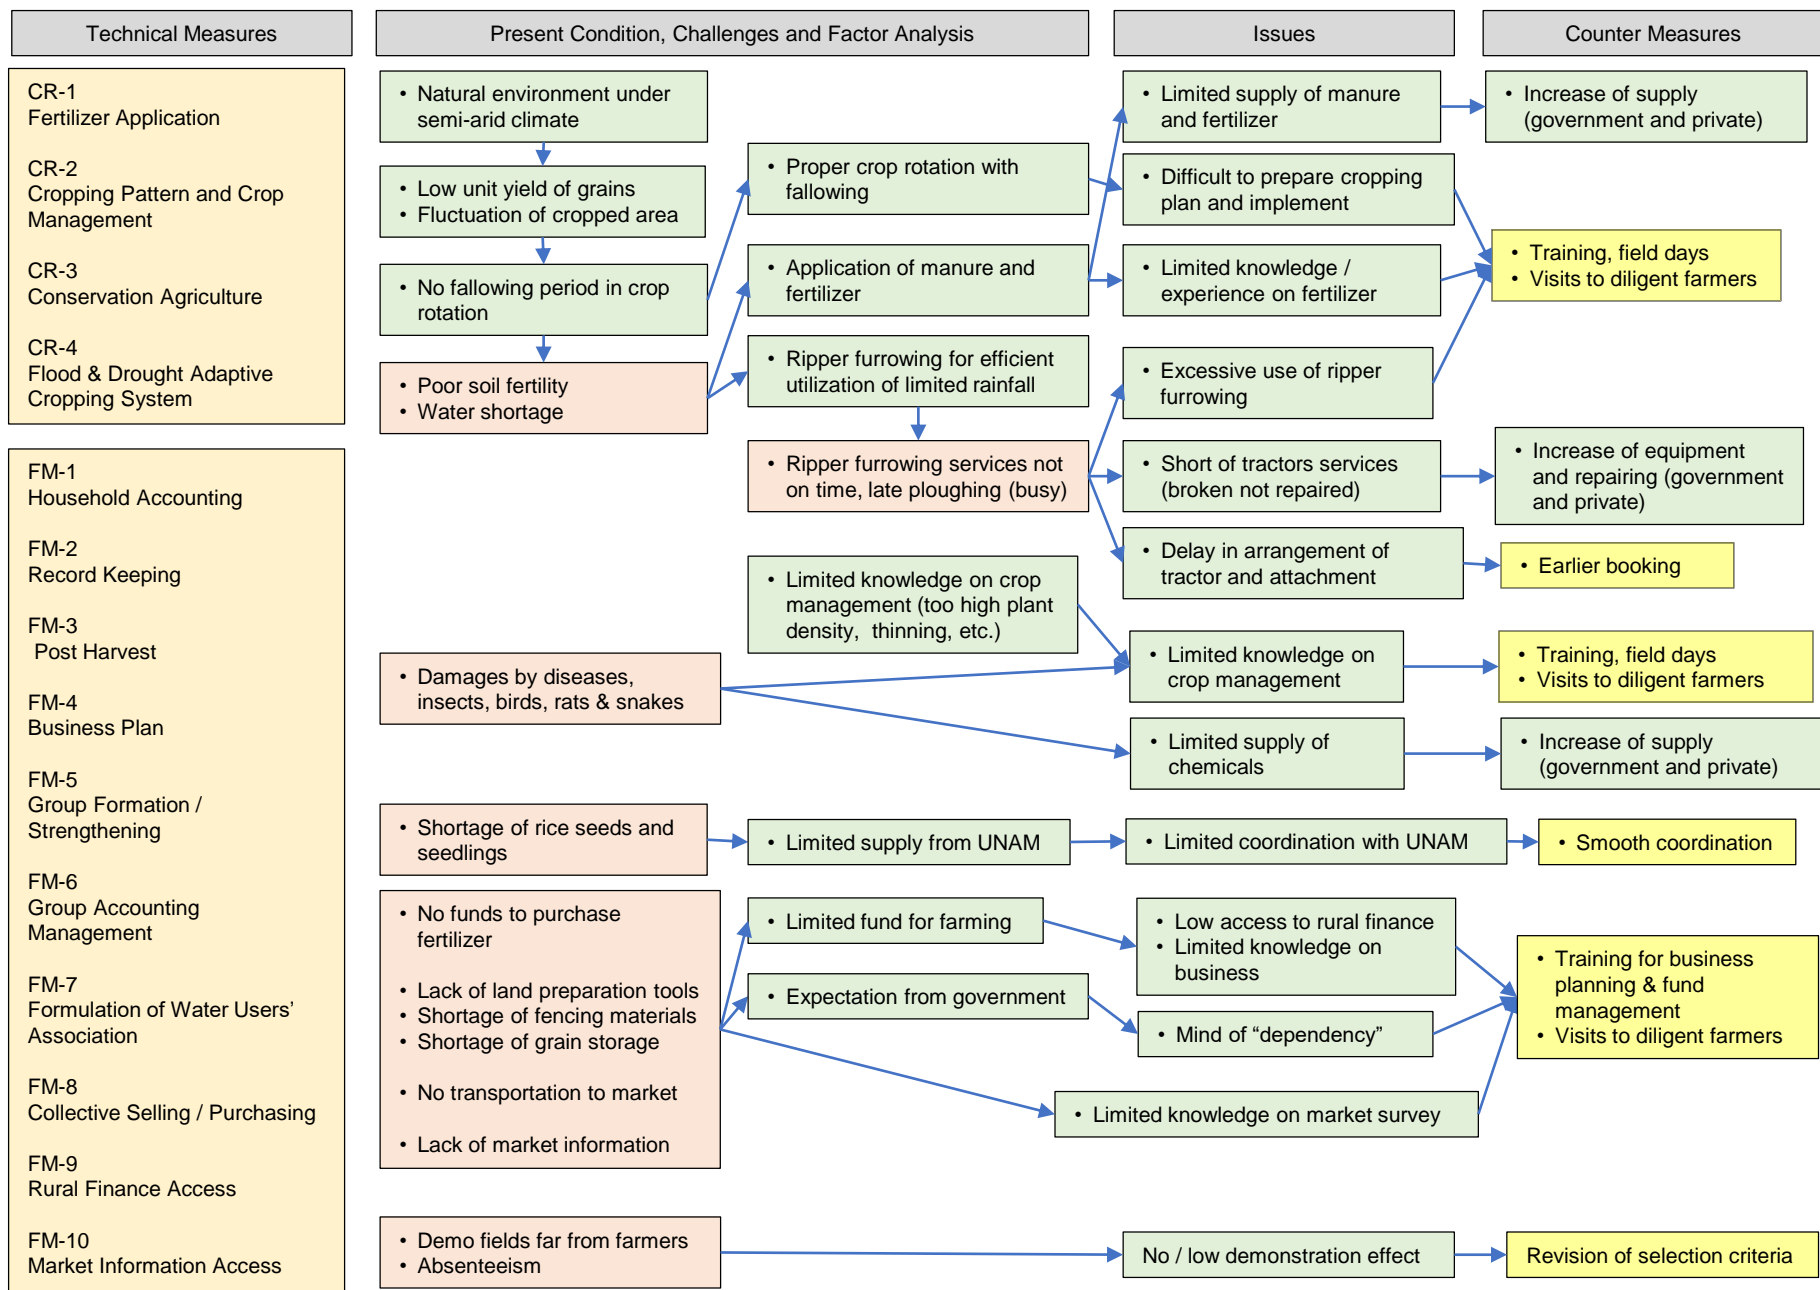 Technical Measures
Present Condition, Challenges and Factor Analysis
Issues
Counter Measures
CR-1
Fertilizer Application
CR-2
Cropping Pattern and Crop
Management
CR-3
Conservation Agriculture
CR-4
Flood & Drought Adaptive
Cropping System
FM-1
Household Accounting
FM-2
Record Keeping
FM-3
Post Harvest
FM-4
Business Plan
FM-5
Group Formation /
Strengthening
FM-6
Group Accounting
Management
FM-7
Formulation of Water Users’
Association
FM-8
Collective Selling / Purchasing
FM-9
Rural Finance Access
FM-10
Market Information Access
• Natural environment under
semi-arid climate
• Low unit yield of grains
• Fluctuation of cropped area
• No fallowing period in crop
rotation
• Poor soil fertility
• Water shortage
• Proper crop rotation with
fallowing
• Application of manure and
fertilizer
• Ripper furrowing for efficient
utilization of limited rainfall
• Ripper furrowing services not
on time, late ploughing (busy)
• Limited knowledge on crop
management (too high plant
density, thinning, etc.)
• Damages by diseases,
insects, birds, rats & snakes
• Shortage of rice seeds and
seedlings
• Limited supply from UNAM
• No funds to purchase
fertilizer
• Lack of land preparation tools
• Shortage of fencing materials
• Shortage of grain storage
• No transportation to market
• Lack of market information
• Limited fund for farming
• Expectation from government
• Demo fields far from farmers
• Absenteeism
• Limited supply of manure
and fertilizer
• Difficult to prepare cropping
plan and implement
• Limited knowledge /
experience on fertilizer
• Excessive use of ripper
furrowing
• Short of tractors services
(broken not repaired)
• Delay in arrangement of
tractor and attachment
• Limited knowledge on
crop management
• Limited supply of
chemicals
• Limited coordination with UNAM
• Low access to rural finance
• Limited knowledge on
business
• Mind of “dependency”
• Limited knowledge on market survey
No / low demonstration effect
• Increase of supply
(government and private)
• Training, field days
• Visits to diligent farmers
• Increase of equipment
and repairing (government
and private)
• Earlier booking
• Training, field days
• Visits to diligent farmers
• Increase of supply
(government and private)
• Smooth coordination
• Training for business
planning & fund
management
• Visits to diligent farmers
Revision of selection criteria